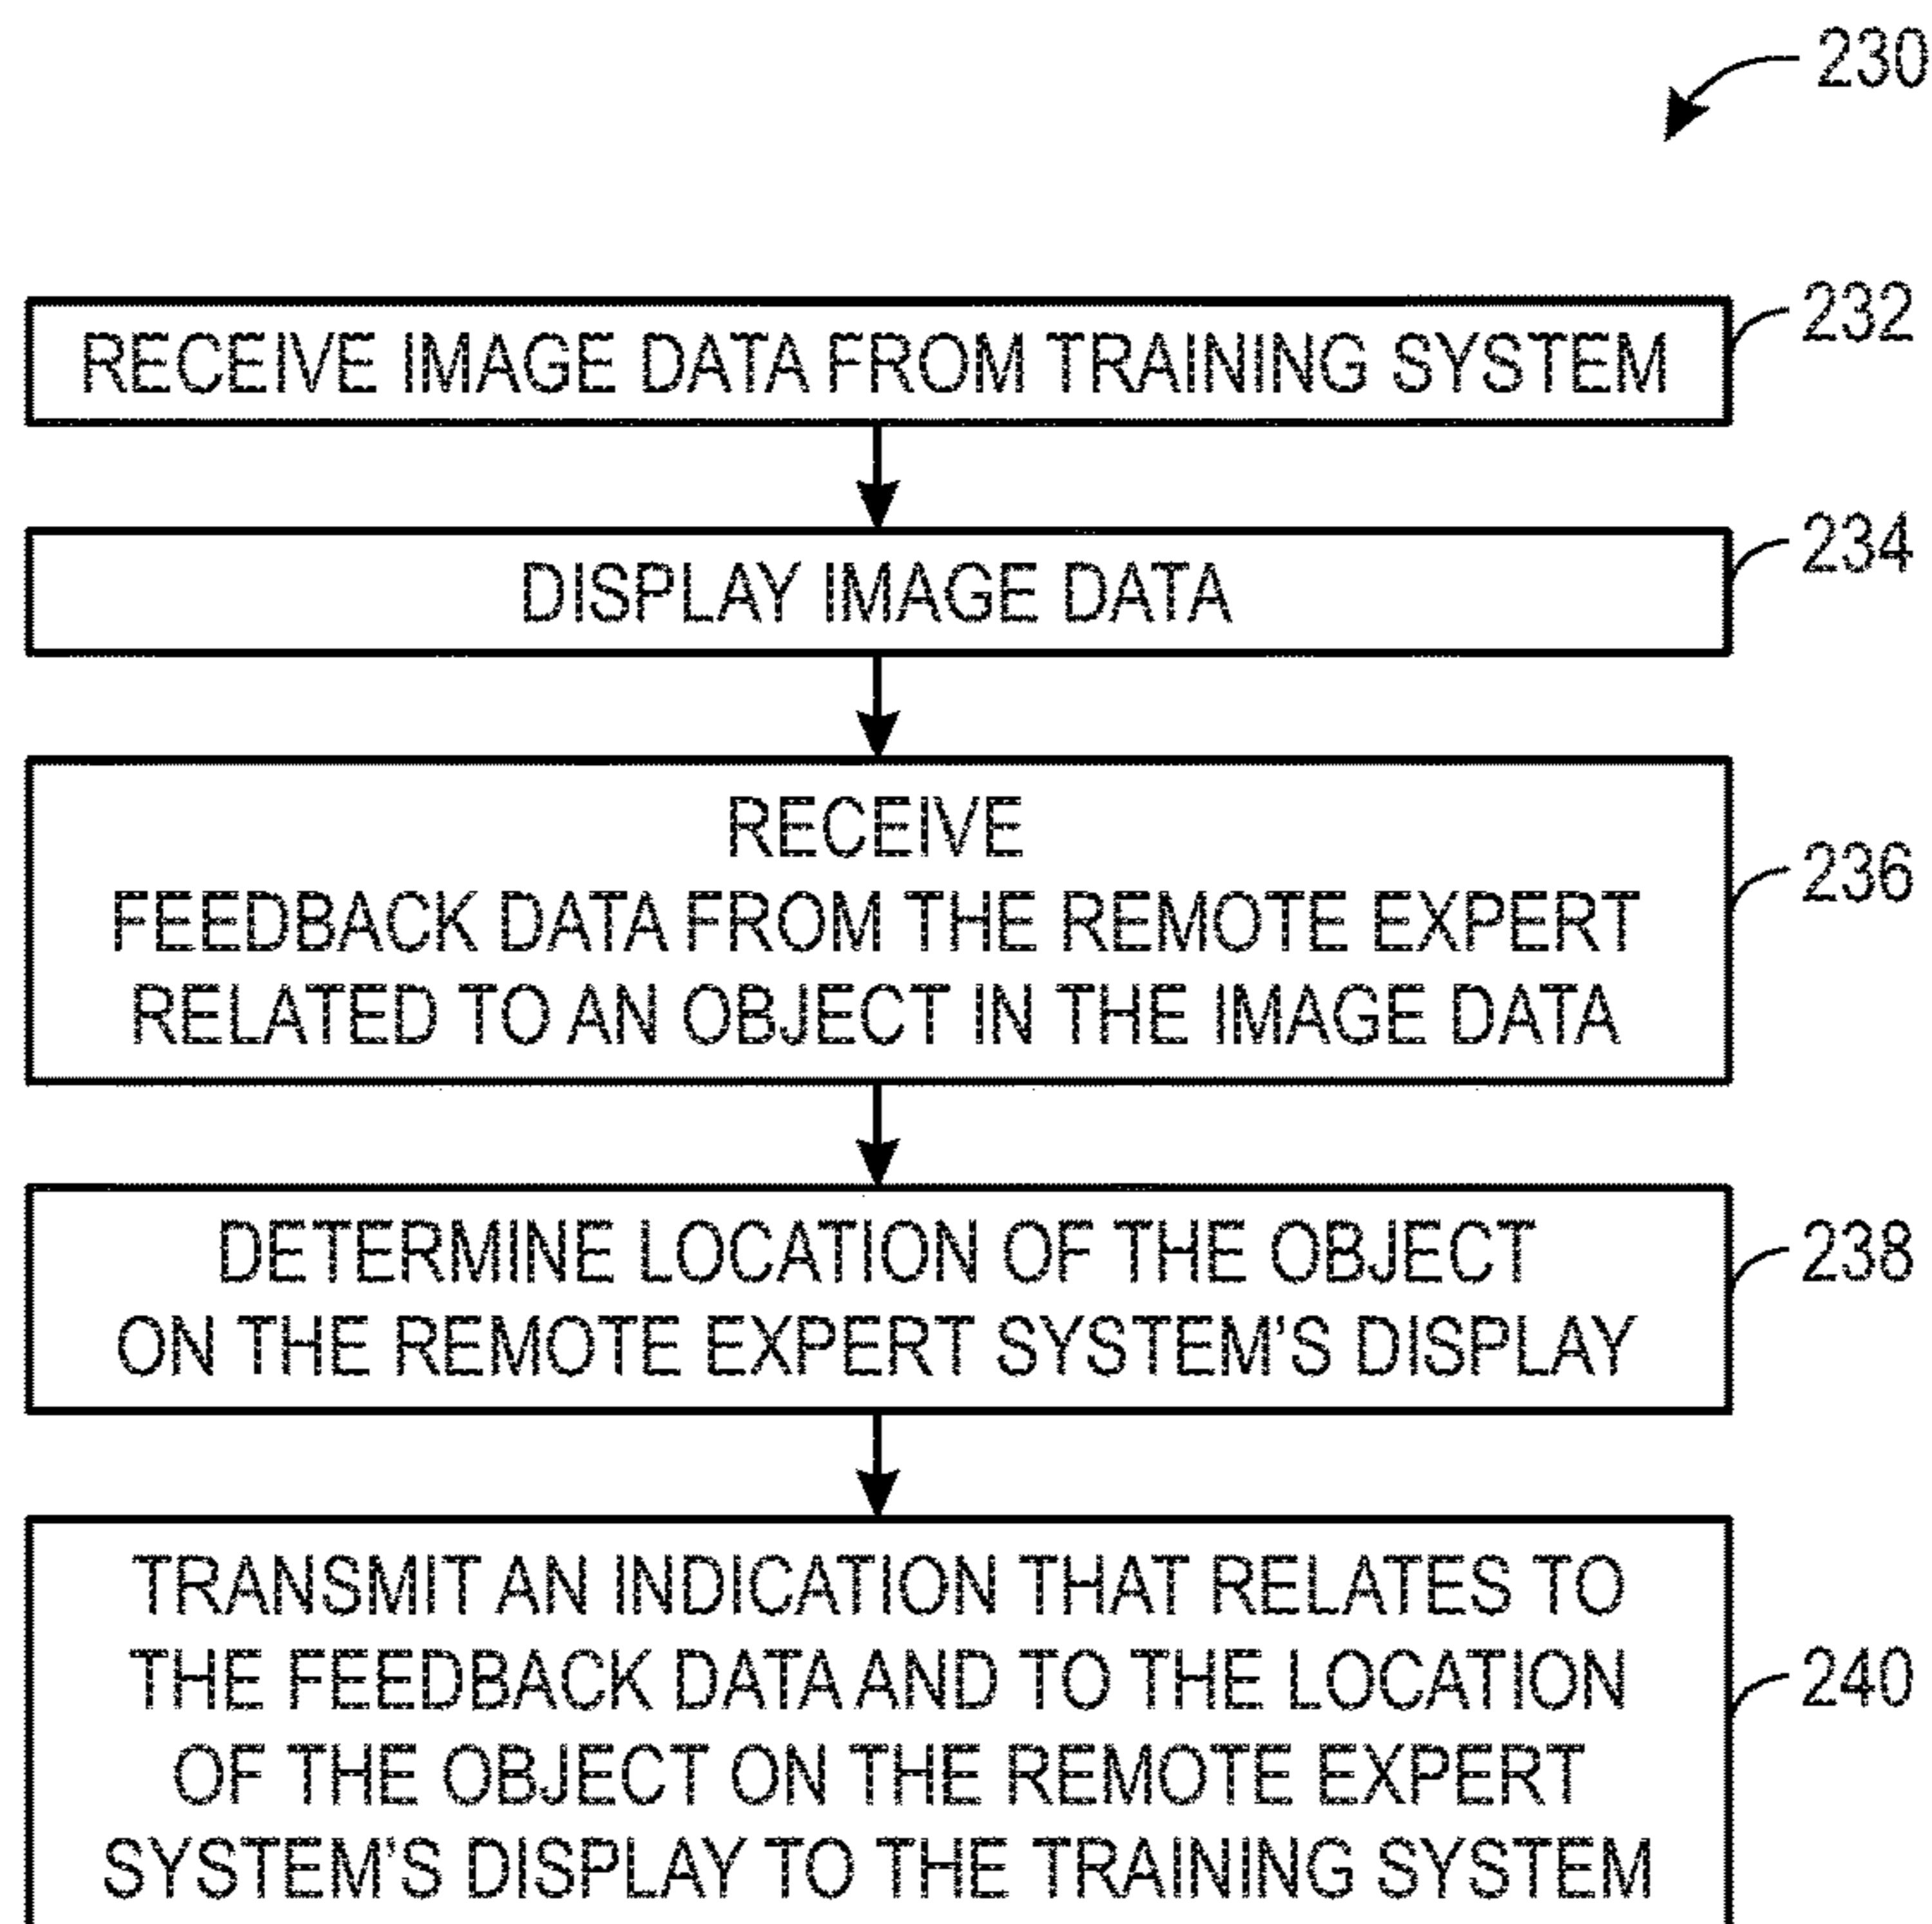 230
RECEIVE IMAGE DATA FROM TRAINING SYSTEM
232
DISPLAY IMAGE DATA
234
RECEIVE
FEEDBACK DATA FROM THE REMOTE EXPERT
RELATED TO AN OBJECT IN THE IMAGE DATA
236
DETERMINE LOCATION OF THE OBJECT
ON THE REMOTE EXPERT SYSTEM'S DISPLAY
238
TRANSMIT AN INDICATION THAT RELATES TO
THE FEEDBACK DATA AND TO THE LOCATION
OF THE OBJECT ON THE REMOTE EXPERT
SYSTEM'S DISPLAY TO THE TRAINING SYSTEM
240